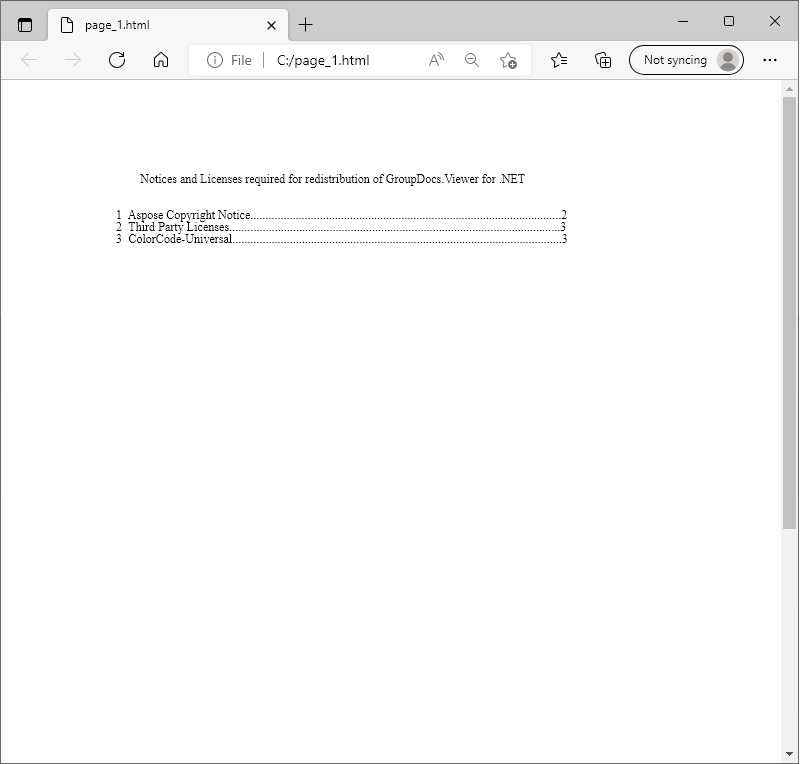 page_1.html
File
C:/page_1.html
A
Not syncing
Notices and Licenses required for redistribution of GroupDocs.Viewer for .NET
1 Aspose Copyright Notice.........................................................................................................2
2 Third Party Licenses...............................................................................................................3
3 ColorCode-Universal...............................................................................................................3